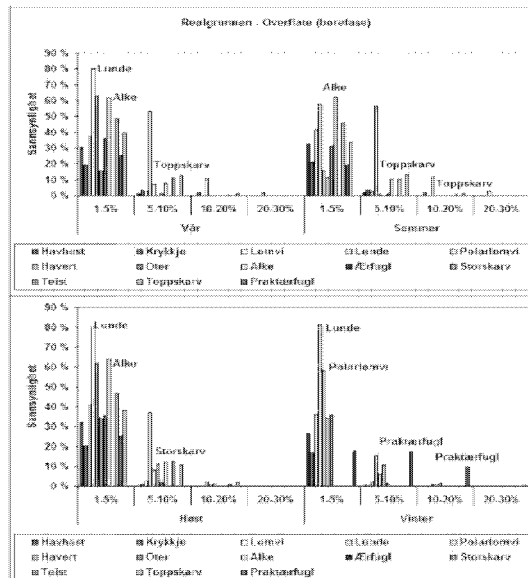 Realgrunnen - Overflate (borefase)
Sannsynlighet
90 %
80 %
70 %
60 %
50 %
40 %
30 %
20 %
10 %
0 %
Lunde
Alke
Toppskarv
Alke
Toppskarv
Toppskarv
1-5% 5-10% 10-20% 20-30% 1-5% 5-10% 10-20% 20-30%
Vår Sommer
Havhest Krykkje Lomvi Lunde Polarlomvi
Havert Oter Alke Ærfugl Storskarv
Teist Toppskarv Praktærfugl
Sannsynlighet
90 %
80 %
70 %
60 %
50 %
40 %
30 %
20 %
10 %
0 %
Lunde
Alke
Storskarv
Lunde
Polarlomvi
Praktærfugl
Praktærfugl
1-5% 5-10% 10-20% 20-30% 1-5 5-10% 10-20% 20-30%
Høst Vinter
Havhest Krykkje Lomvi Lunde Polarlomvi
Havert Oter Alke Ærfugl Storskarv
Teist Toppskarv Praktærfugl